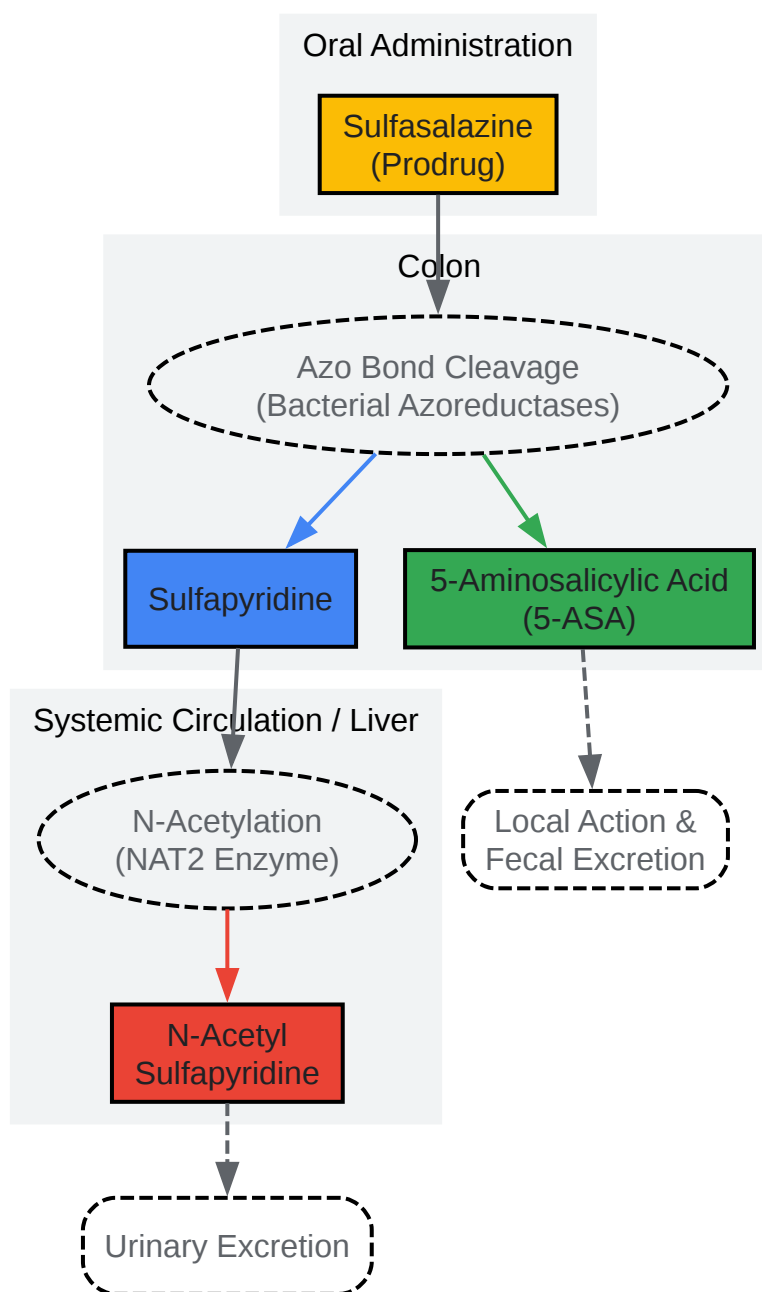 Oral Administration
Sulfasalazine
(Prodrug)
Colon
Azo Bond Cleavage
(Bacterial Azoreductases)
Sulfapyridine
5-Aminosalicylic Acid
(5-ASA)
Systemic Circulation / Liver
N-Acetylation
(NAT2 Enzyme)
Local Action &
Fecal Excretion
N-Acetyl
Sulfapyridine
Urinary Excretion